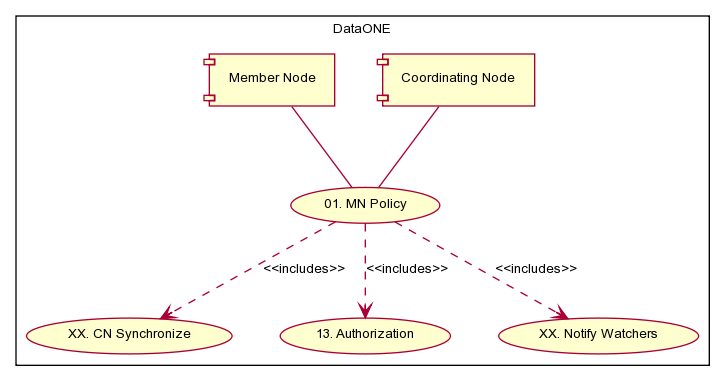 DataONE
Member Node
Coordinating Node
01. MN Policy
<<includes>>
<<includes>>
<<includes>>
XX. CN Synchronize
13. Authorization
XX. Notify Watchers